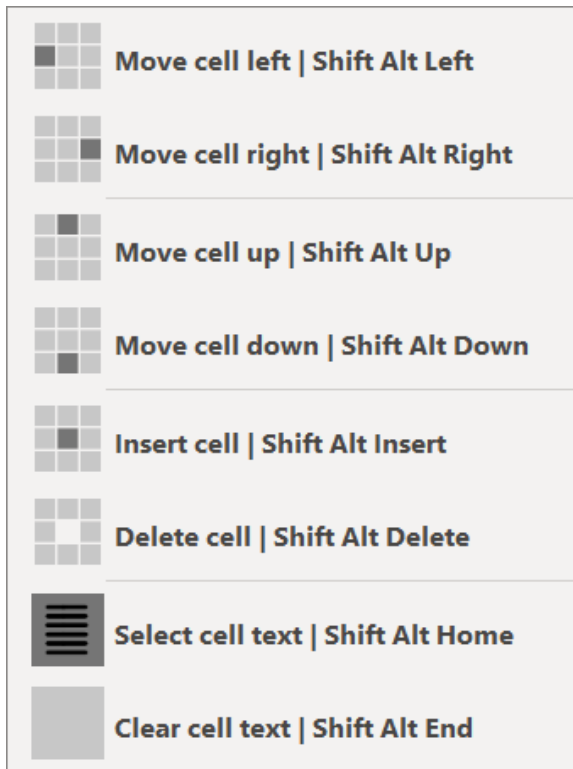 Move cell left | Shift Alt Left
Move cell right | Shift Alt Right
Move cell up | Shift Alt Up
Move cell down | Shift Alt Down
Insert cell | Shift Alt Insert
Delete cell | Shift Alt Delete
Select cell text | Shift Alt Home
Clear cell text | Shift Alt End